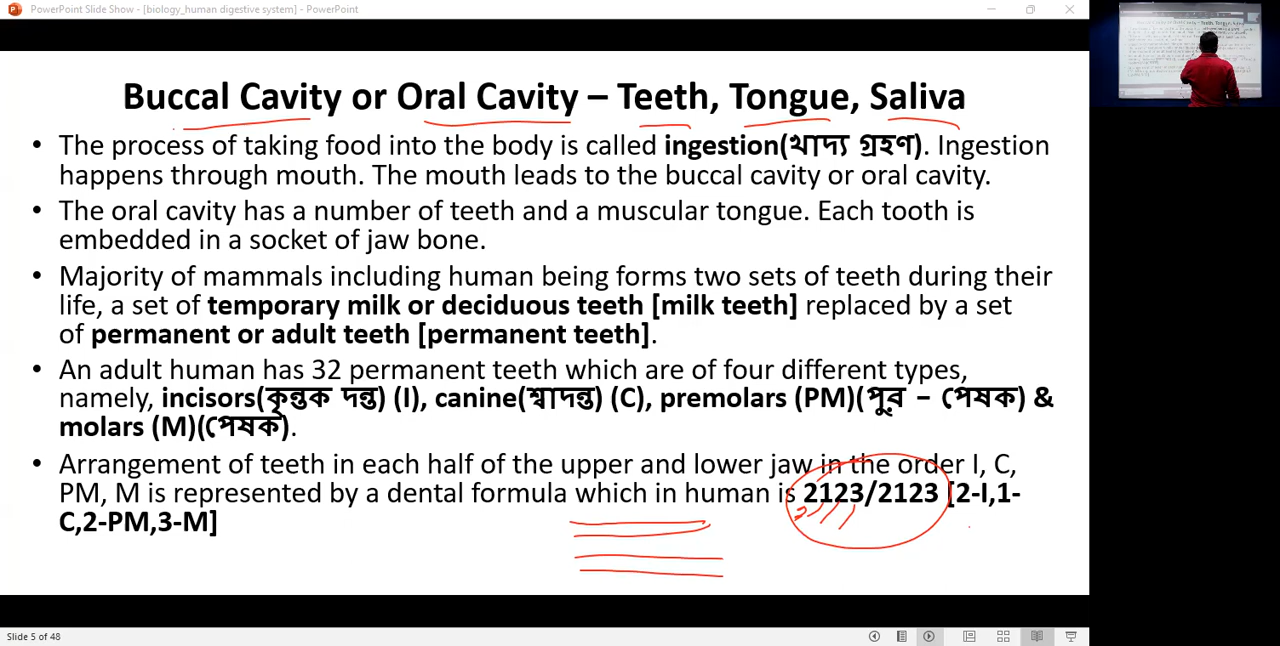 PowerPoint Slide Show - [biology_human digestive system] - PowerPoint
Buccal Cavity or Oral Cavity – Teeth, Tongue, Saliva
• The process of taking food into the body is called ingestion(খাদ্য গ্রহণ). Ingestion
happens through mouth. The mouth leads to the buccal cavity or oral cavity.
• The oral cavity has a number of teeth and a muscular tongue. Each tooth is
embedded in a socket of jaw bone.
• Majority of mammals including human being forms two sets of teeth during their
life, a set of temporary milk or deciduous teeth [milk teeth] replaced by a set
of permanent or adult teeth [permanent teeth].
• An adult human has 32 permanent teeth which are of four different types,
namely, incisors(কৃন্তক দন্ত) (I), canine(শ্বাদন্ত) (C), premolars (PM)(পুৰ – পেষক) &
molars (M)(পেষক).
• Arrangement of teeth in each half of the upper and lower jaw in the order I, C,
PM, M is represented by a dental formula which in human is 2123/2123 [2-I,1-
C,2-PM,3-M]
Slide 5 of 48